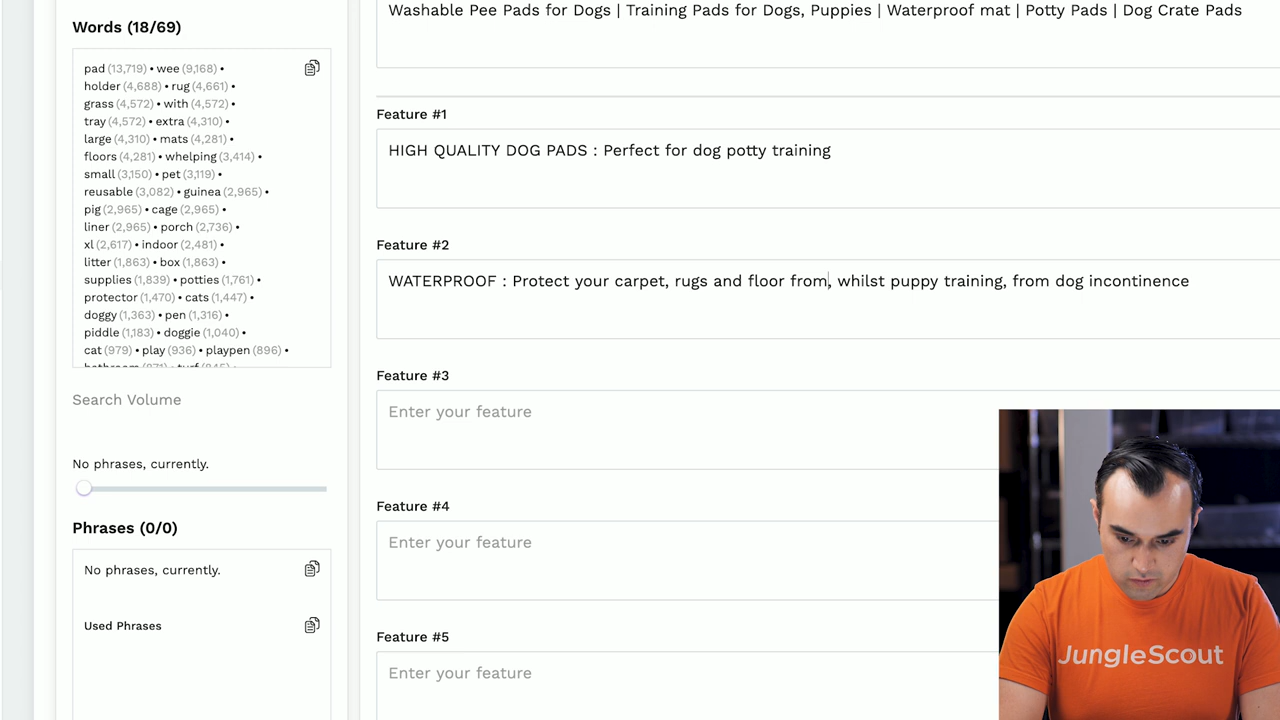 Words (18/69)
pad (13,719) • wee (9,168) •
holder (4,688) • rug (4,661) •
grass (4,572) • with (4,572) •
tray (4,572) • extra (4,310) •
large (4,310) • mats (4,281) •
floors (4,281) • whelping (3,414) •
small (3,150) • pet (3,119) •
reusable (3,082) • guinea (2,965) •
pig (2,965) • cage (2,965) •
liner (2,965) • porch (2,736) •
xl (2,617) • indoor (2,481) •
litter (1,863) • box (1,863) •
supplies (1,839) • potties (1,761) •
protector (1,470) • cats (1,447) •
doggy (1,363) • pen (1,316) •
piddle (1,183) • doggie (1,040) •
cat (979) • play (936) • playpen (896) •
Search Volume
No phrases, currently.
Phrases (0/0)
No phrases, currently.
Used Phrases
Washable Pee Pads for Dogs | Training Pads for Dogs, Puppies | Waterproof mat | Potty Pads | Dog Crate Pads
Feature #1
HIGH QUALITY DOG PADS : Perfect for dog potty training
Feature #2
WATERPROOF : Protect your carpet, rugs and floor from, whilst puppy training, from dog incontinence
Feature #3
Enter your feature
Feature #4
Enter your feature
Feature #5
Enter your feature
JungleScout